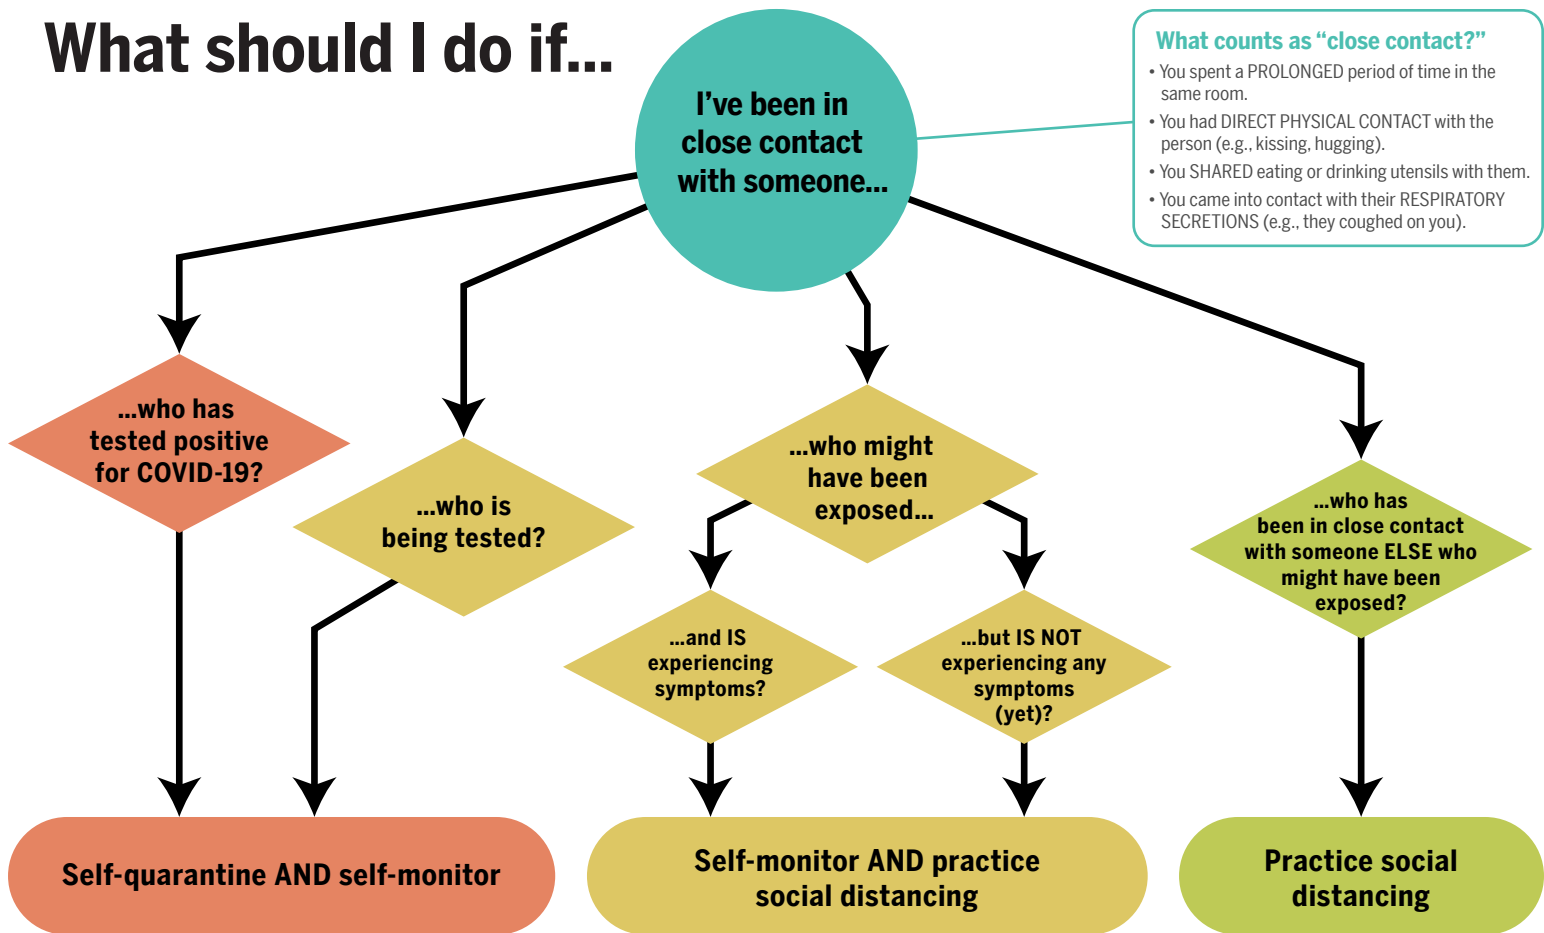 What should I do if...
I've been in
close contact
with someone...
What counts as “close contact?”
• You spent a PROLONGED period of time in the
same room.
• You had DIRECT PHYSICAL CONTACT with the
person (e.g., kissing, hugging).
• You SHARED eating or drinking utensils with them.
• You came into contact with their RESPIRATORY
SECRETIONS (e.g., they coughed on you).
...who has
tested positive
for COVID-19?
...who is
being tested?
...who might
have been
exposed...
...who has
been in close contact
with someone ELSE who
might have been
exposed?
...and IS
experiencing
symptoms?
...but IS NOT
experiencing any
symptoms
(yet)?
Self-quarantine AND self-monitor
Self-monitor AND practice
social distancing
Practice social
distancing